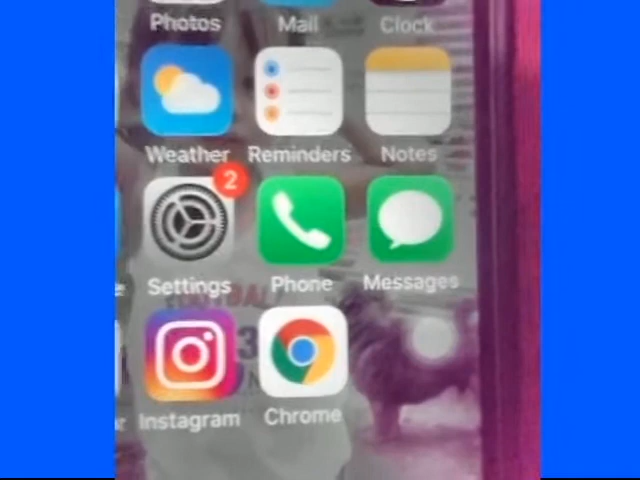 Photos Mail Clock
Weather Reminders Notes
2
Settings Phone Messages
Instagram Chrome